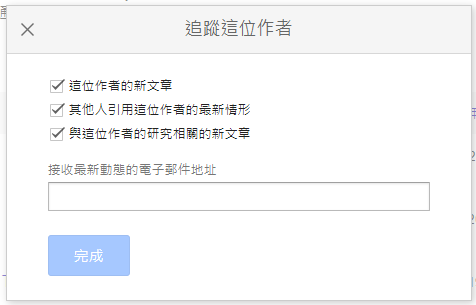 追蹤這位作者
這位作者的新文章
其他人引用這位作者的最新情形
與這位作者的研究相關的新文章
接收最新動態的電子郵件地址
完成